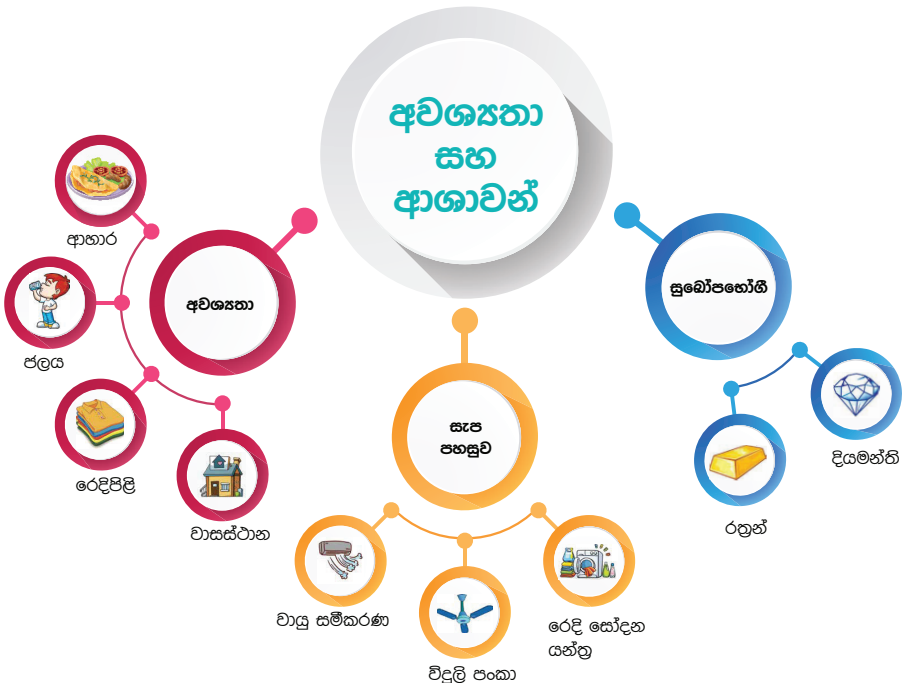 අවශ්‍යතා
සහ
ආශාවන්
අවශ්‍යතා
ආහාර
ජලය
රෙදිපිළි
වාසස්ථාන
සැප
පහසුව
වායු සමීකරණ
විදුලි පංකා
රෙදි සෝදන
යන්ත්‍ර
සුඛෝපභෝගී
රත්‍රන්
දියමන්ති